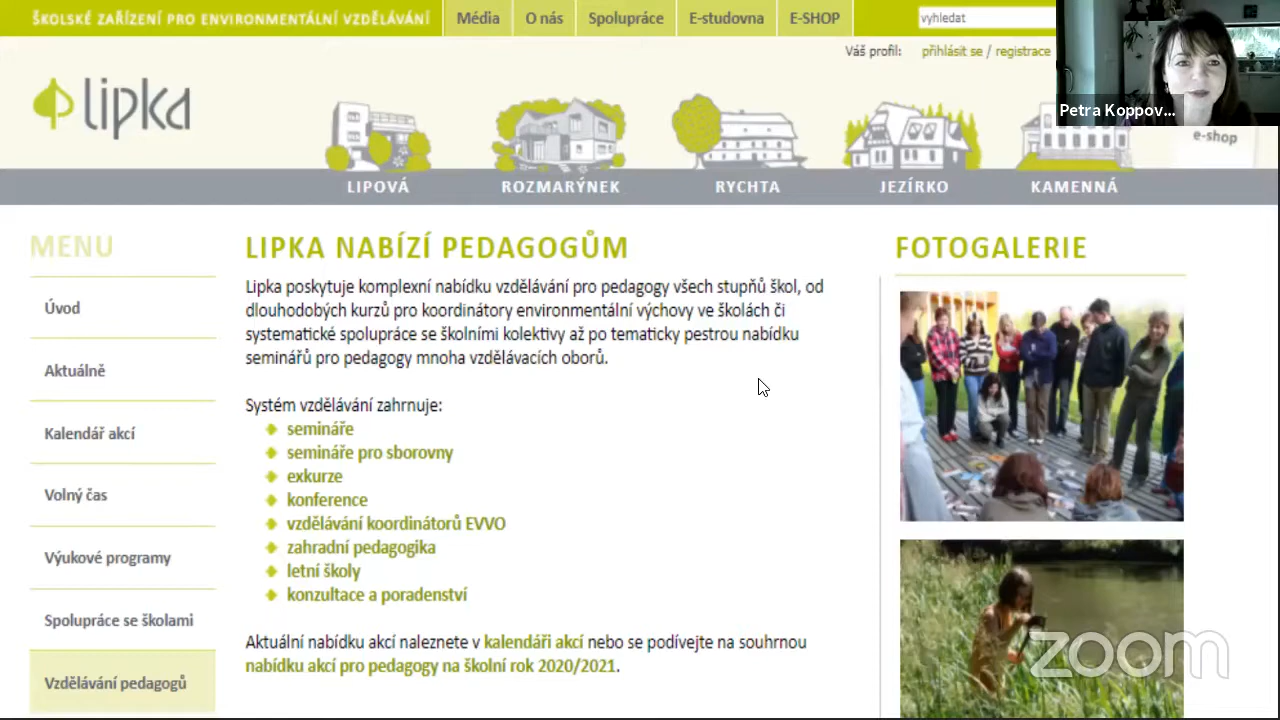 ŠKOLSKÉ ZAŘÍZENÍ PRO ENVIRONMENTÁLNÍ VZDĚLÁVÁNÍ
Média
O nás
Spolupráce
E-studovna
E-SHOP
vyhledat
Váš profil: přihlásit se / registrace
Petra Koppov...
lipka
e-shop
LIPOVÁ
ROZMARÝNEK
RYCHTA
JEZÍRKO
KAMENNÁ
MENU
Úvod
Aktuálně
Kalendář akcí
Volný čas
Výukové programy
Spolupráce se školami
Vzdělávání pedagogů
LIPKA NABÍZÍ PEDAGOGŮM
Lipka poskytuje komplexní nabídku vzdělávání pro pedagogy všech stupňů škol, od
dlouhodobých kurzů pro koordinátory environmentální výchovy ve školách či
systematické spolupráce se školními kolektivy až po tematicky pestrou nabídku
seminářů pro pedagogy mnoha vzdělávacích oborů.
Systém vzdělávání zahrnuje:
semináře
semináře pro sborovny
exkurze
konference
vzdělávání koordinátorů EVVO
zahradní pedagogika
letní školy
konzultace a poradenství
Aktuální nabídku akcí naleznete v kalendáři akcí nebo se podívejte na souhrnou
nabídku akcí pro pedagogy na školní rok 2020/2021.
FOTOGALERIE
zoom